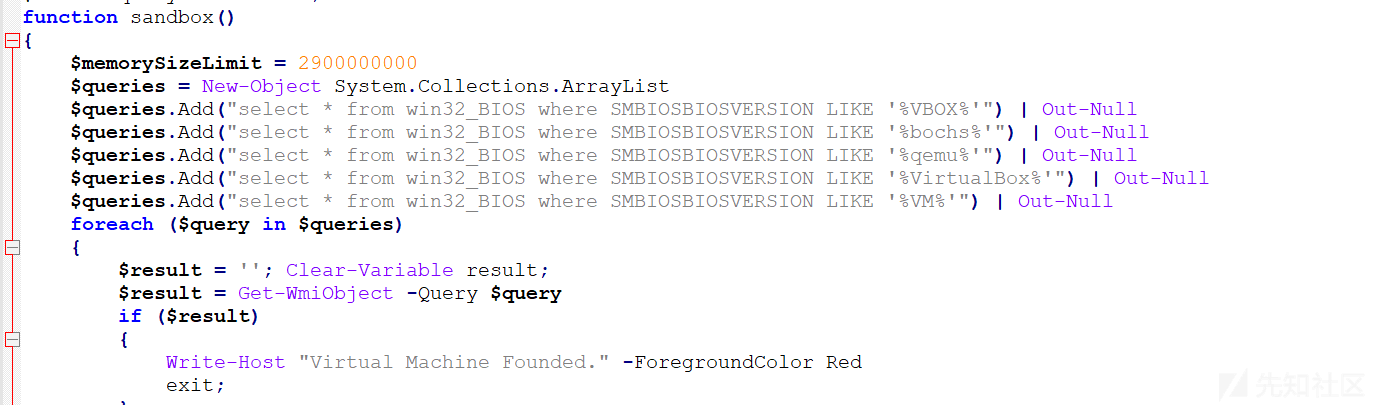 function sandbox()
{
    $memorySizeLimit = 2900000000
    $queries = New-Object System.Collections.ArrayList
    $queries.Add("select * from win32_BIOS where SMBIOSBIOSVERSION LIKE '%VBOX%'") | Out-Null
    $queries.Add("select * from win32_BIOS where SMBIOSBIOSVERSION LIKE '%bochs%'") | Out-Null
    $queries.Add("select * from win32_BIOS where SMBIOSBIOSVERSION LIKE '%qemu%'") | Out-Null
    $queries.Add("select * from win32_BIOS where SMBIOSBIOSVERSION LIKE '%VirtualBox%'") | Out-Null
    $queries.Add("select * from win32_BIOS where SMBIOSBIOSVERSION LIKE '%VM%'") | Out-Null
    foreach ($query in $queries)
    {
        $result = ''; Clear-Variable result;
        $result = Get-WmiObject -Query $query
        if ($result)
        {
            Write-Host "Virtual Machine Founded." -ForegroundColor Red
            exit;
先知社区